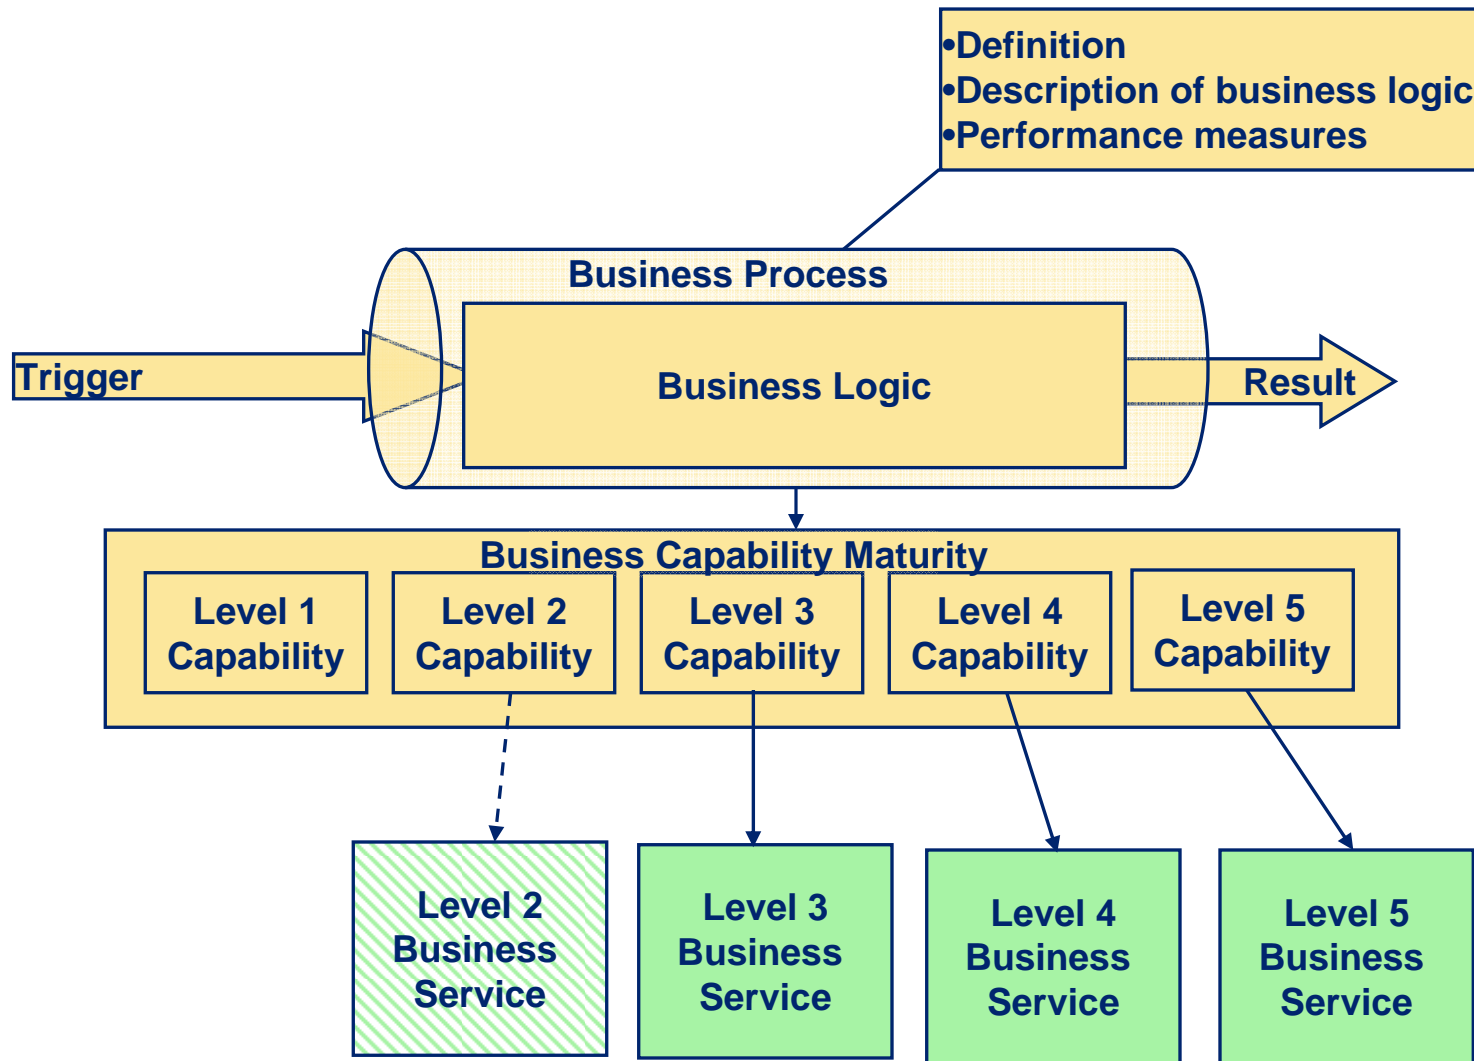 •Definition
•Description of business logic
•Performance measures
Business Process
Trigger
Business Logic
Result
Business Capability Maturity
Level 1
Capability
Level 2
Capability
Level 3
Capability
Level 4
Capability
Level 5
Capability
Level 2
Business
Service
Level 3
Business
Service
Level 4
Business
Service
Level 5
Business
Service